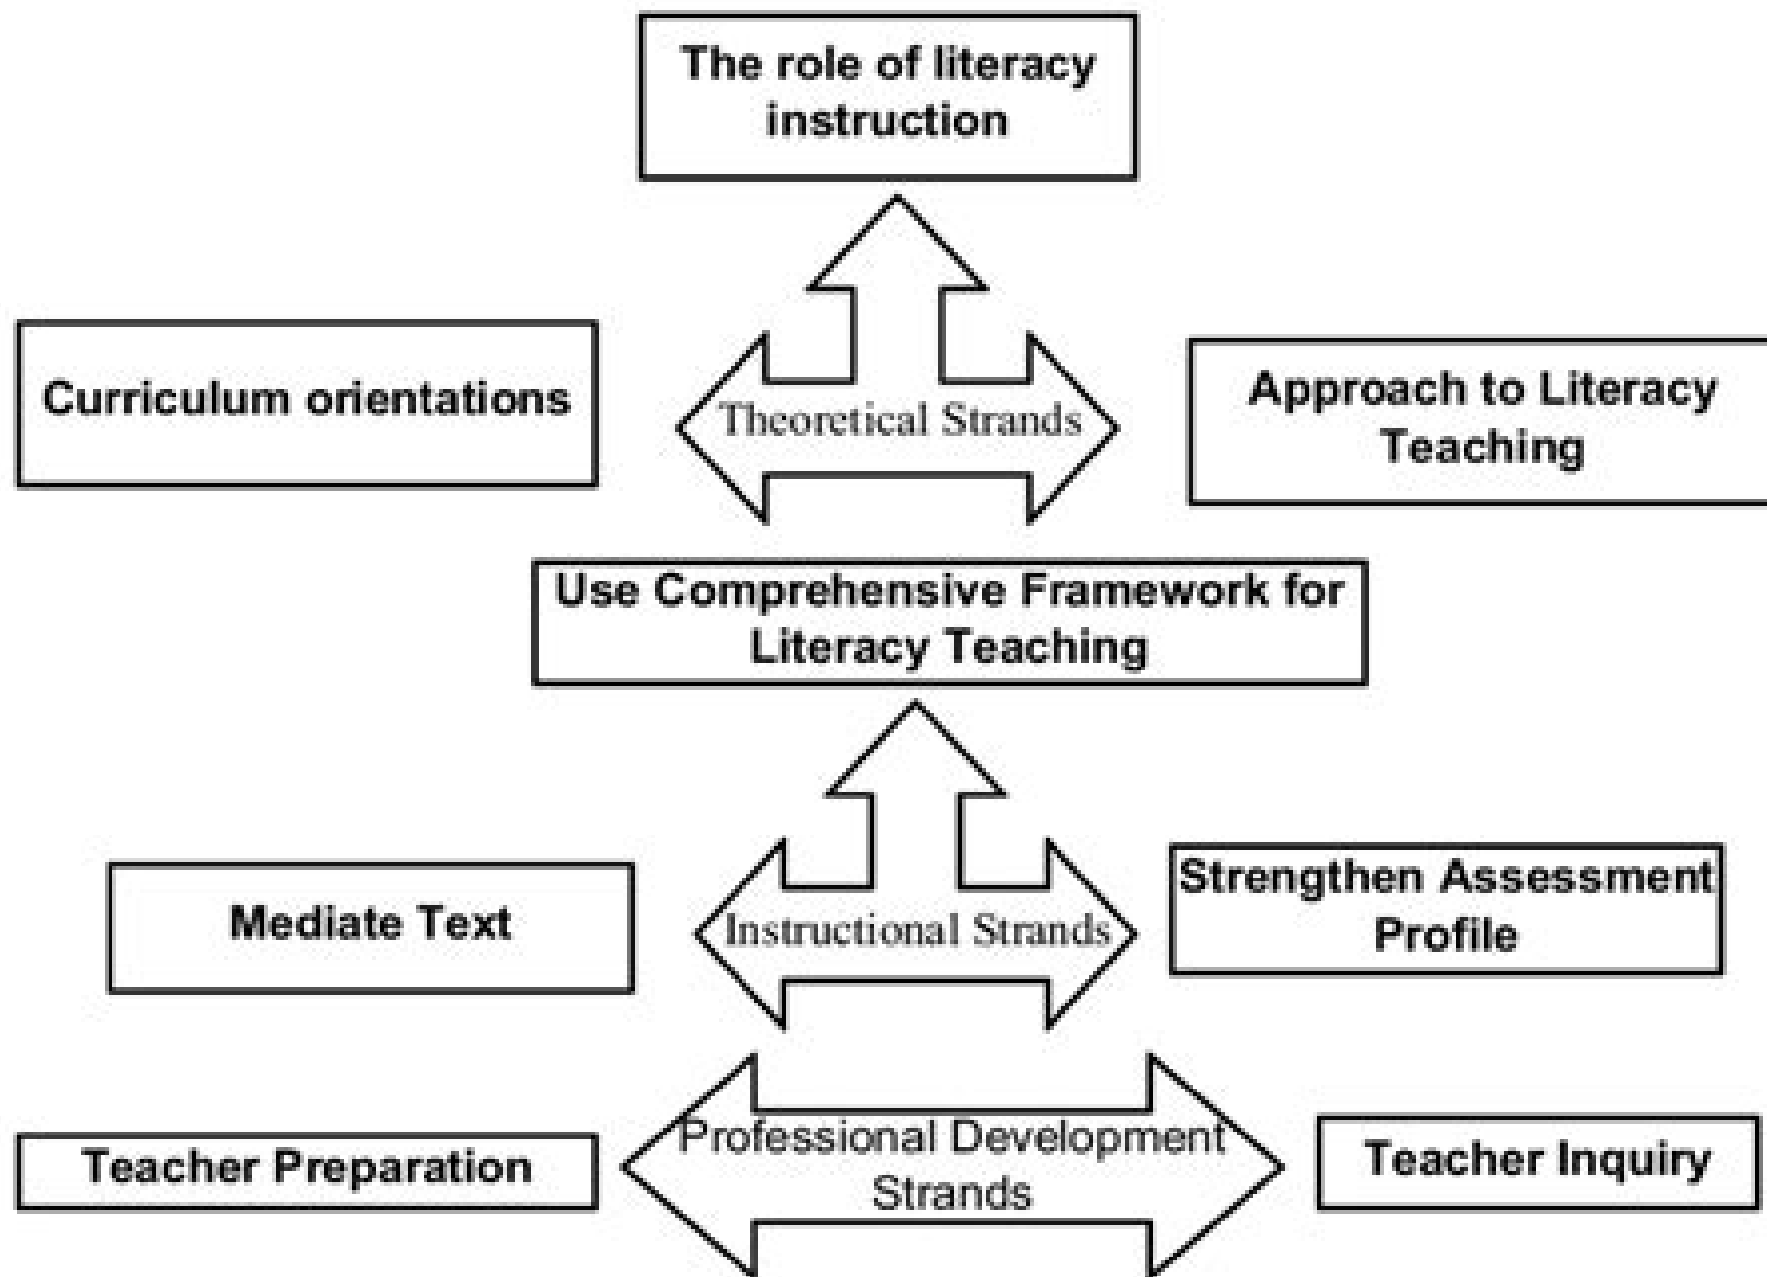 The role of literacy
instruction
Curriculum orientations
Theoretical Strands
Approach to Literacy
Teaching
Use Comprehensive Framework for
Literacy Teaching
Mediate Text
Instructional Strands
Strengthen Assessment
Profile
Teacher Preparation
Professional Development
Strands
Teacher Inquiry